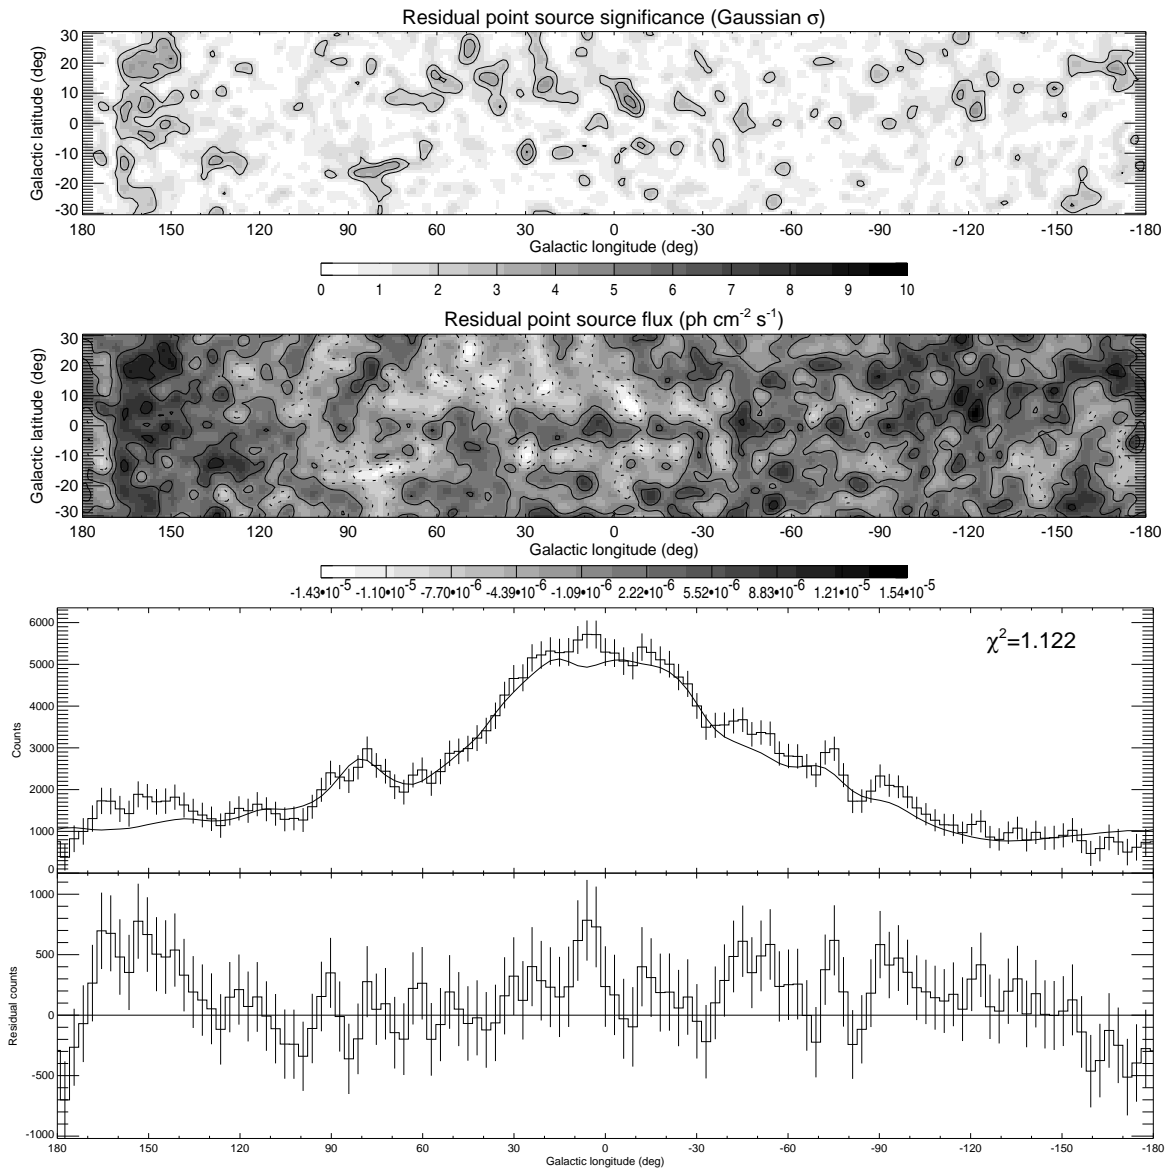 Residual point source significance (Gaussian σ)
30
20
10
0
-10
-20
-30
Galactic latitude (deg)
180 150 120 90 60 30 0 -30 -60 -90 -120 -150 -180
Galactic longitude (deg)
0 1 2 3 4 5 6 7 8 9 10
Residual point source flux (ph cm⁻² s⁻¹)
30
20
10
0
-10
-20
-30
Galactic latitude (deg)
180 150 120 90 60 30 0 -30 -60 -90 -120 -150 -180
Galactic longitude (deg)
-1.43•10⁻⁵ -1.10•10⁻⁵ -7.70•10⁻⁶ -4.39•10⁻⁶ -1.09•10⁻⁶ 2.22•10⁻⁶ 5.52•10⁻⁶ 8.83•10⁻⁶ 1.21•10⁻⁵ 1.54•10⁻⁵
χ²=1.122
6000
5000
4000
3000
2000
1000
0
Counts
1000
500
0
-500
-1000
Residual counts
180 150 120 90 60 30 0 -30 -60 -90 -120 -150 -180
Galactic longitude (deg)